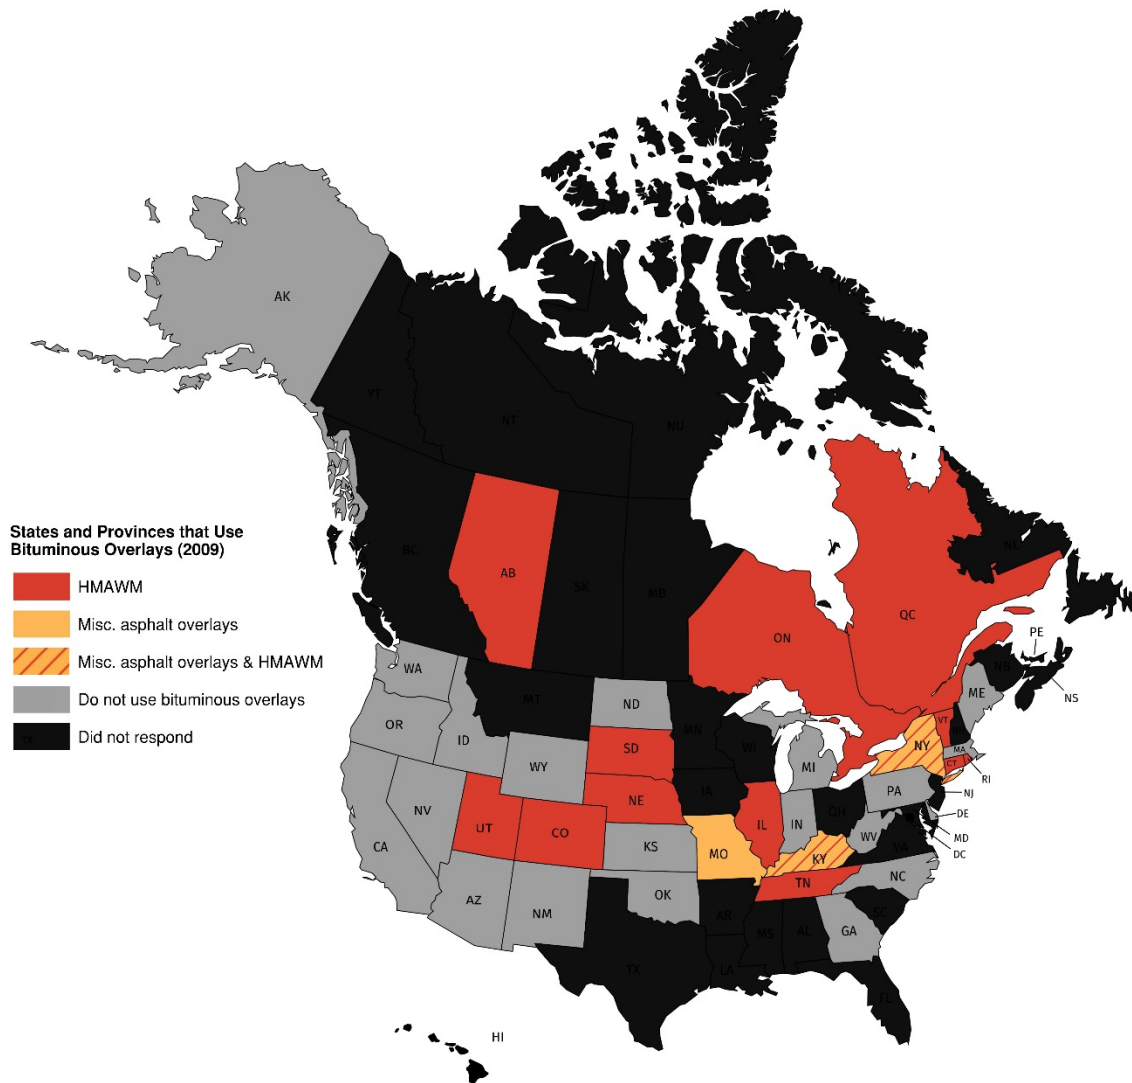 AK
YT
NT
NU
BC
AB
SK
MB
ON
QC
NL
PE
NB
NS
States and Provinces that Use
Bituminous Overlays (2009)
HMAWM
Misc. asphalt overlays
Misc. asphalt overlays & HMAWM
Do not use bituminous overlays
TX Did not respond
WA
MT
ND
MN
ME
OR
ID
SD
WI
VT
NH
WY
MI
NY
MA
CT
RI
NV
NE
IA
PA
NJ
UT
CO
IL
IN
OH
DE
CA
KS
MO
WV
MD
KY
VA
DC
TN
NC
AZ
NM
OK
AR
SC
MS
AL
GA
TX
LA
FL
HI